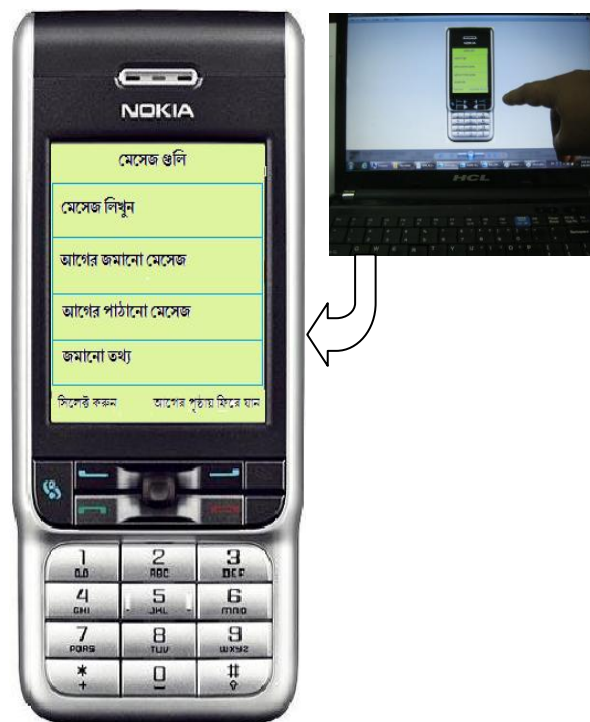 NOKIA
মেসেজ গুলি
মেসেজ লিখুন
আগের জমানো মেসেজ
আগের পাঠানো মেসেজ
জমানো তথ্য
সিলেক্ট করুন আগের পৃষ্ঠায় ফিরে যান
1 2 ABC 3 DEF
4 GHI 5 JKL 6 MNO
7 PQRS 8 TUV 9 WXYZ
* + 0 #
HCL